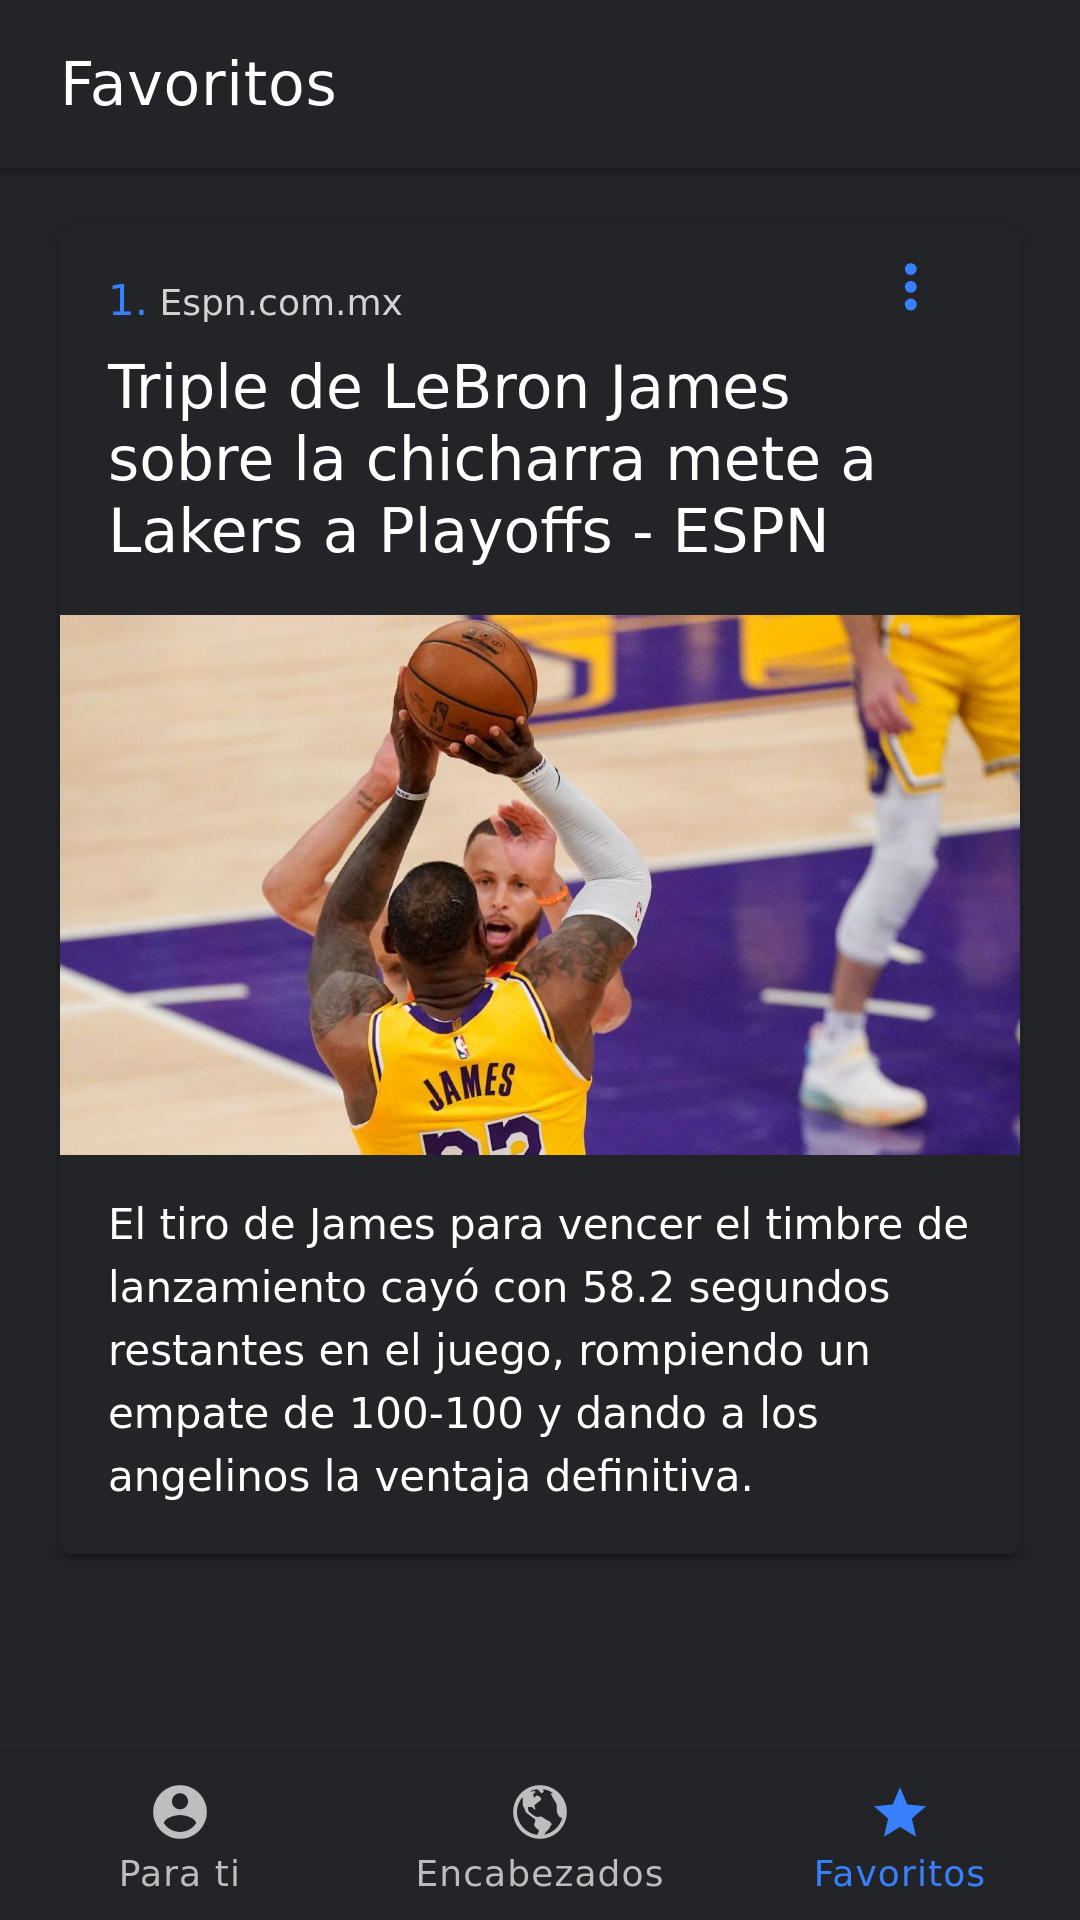 Favoritos
1. Espn.com.mx
Triple de LeBron James
sobre la chicharra mete a
Lakers a Playoffs - ESPN
JAMES
El tiro de James para vencer el timbre de
lanzamiento cayó con 58.2 segundos
restantes en el juego, rompiendo un
empate de 100-100 y dando a los
angelinos la ventaja definitiva.
Para ti
Encabezados
Favoritos